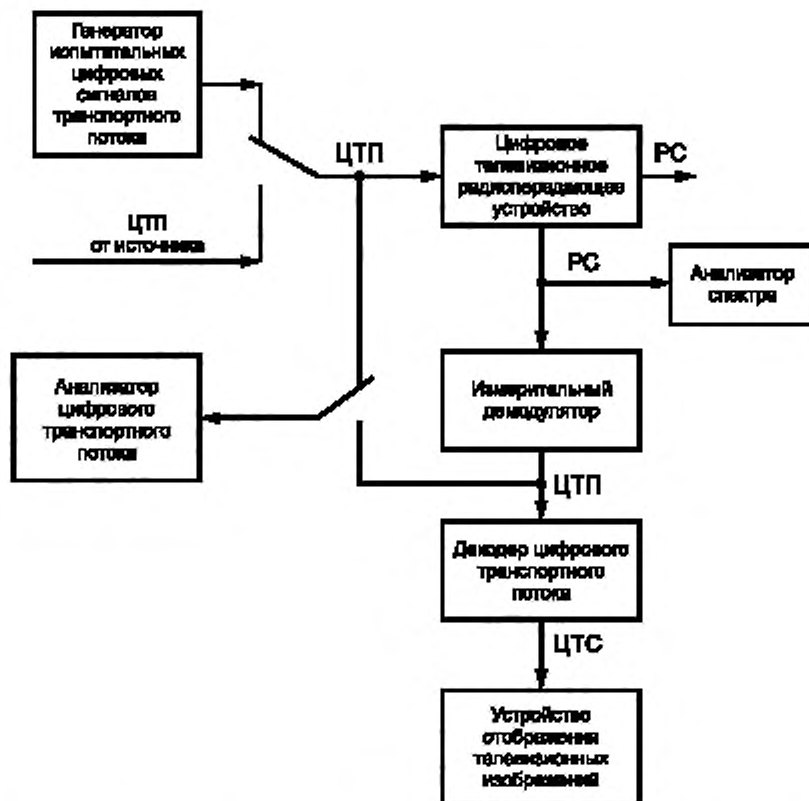 Генератор
испытательных
цифровых
сигналов
транспортного
потока
ЦТП
от источника
ЦТП
Цифровое
телевизионное
радиопередающее
устройство
РС
РС
Анализатор
спектра
Анализатор
цифрового
транспортного
потока
Измерительный
демодулятор
ЦТП
Декодер цифрового
транспортного
потока
ЦТС
Устройство
отображения
телевизионных
изображений